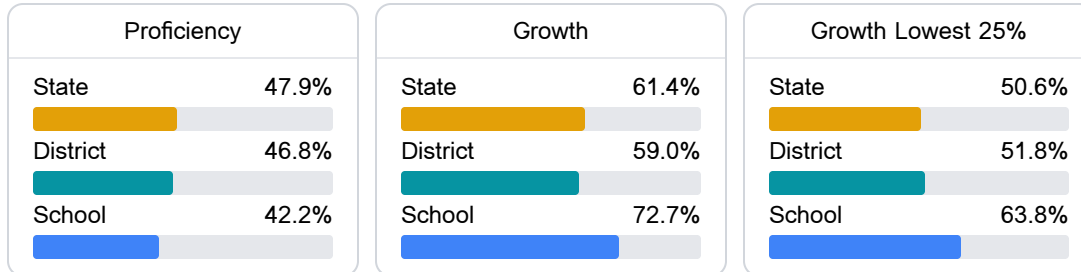 Proficiency
State 47.9%
District 46.8%
School 42.2%
Growth
State 61.4%
District 59.0%
School 72.7%
Growth Lowest 25%
State 50.6%
District 51.8%
School 63.8%